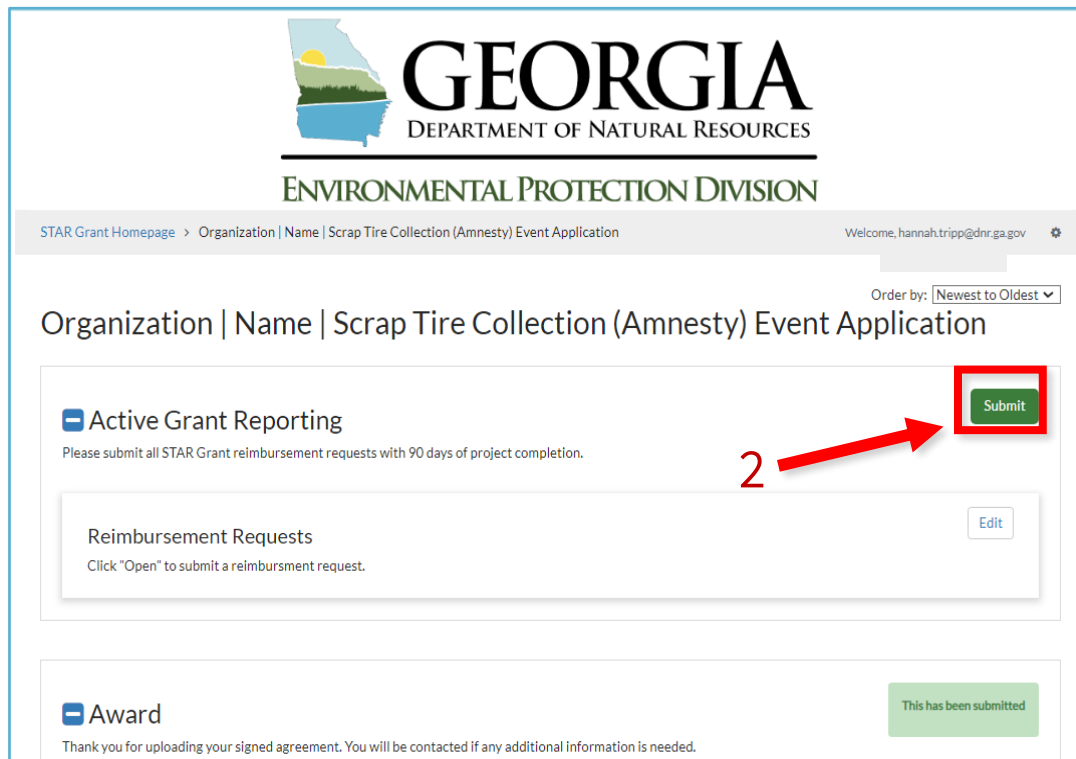 GEORGIA
DEPARTMENT OF NATURAL RESOURCES
ENVIRONMENTAL PROTECTION DIVISION
STAR Grant Homepage > Organization | Name | Scrap Tire Collection (Amnesty) Event Application
Welcome, hannah.tripp@dnr.ga.gov
Order by: Newest to Oldest
Organization | Name | Scrap Tire Collection (Amnesty) Event Application
Submit
Active Grant Reporting
Please submit all STAR Grant reimbursement requests with 90 days of project completion.
2
Edit
Reimbursement Requests
Click "Open" to submit a reimbursment request.
This has been submitted
Award
Thank you for uploading your signed agreement. You will be contacted if any additional information is needed.